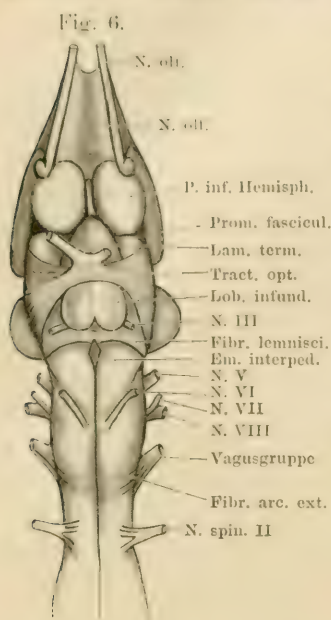 Fig. 6.
N. olf.
N. olf.
P. inf. Hemisph.
Prom. fascicul.
Lam. term.
Tract. opt.
Lob. infund.
N. III
Fibr. lemnisci.
Em. interped.
N. V
N. VI
N. VII
N. VIII
Vagusgruppe
Fibr. arc. ext.
N. spin. II